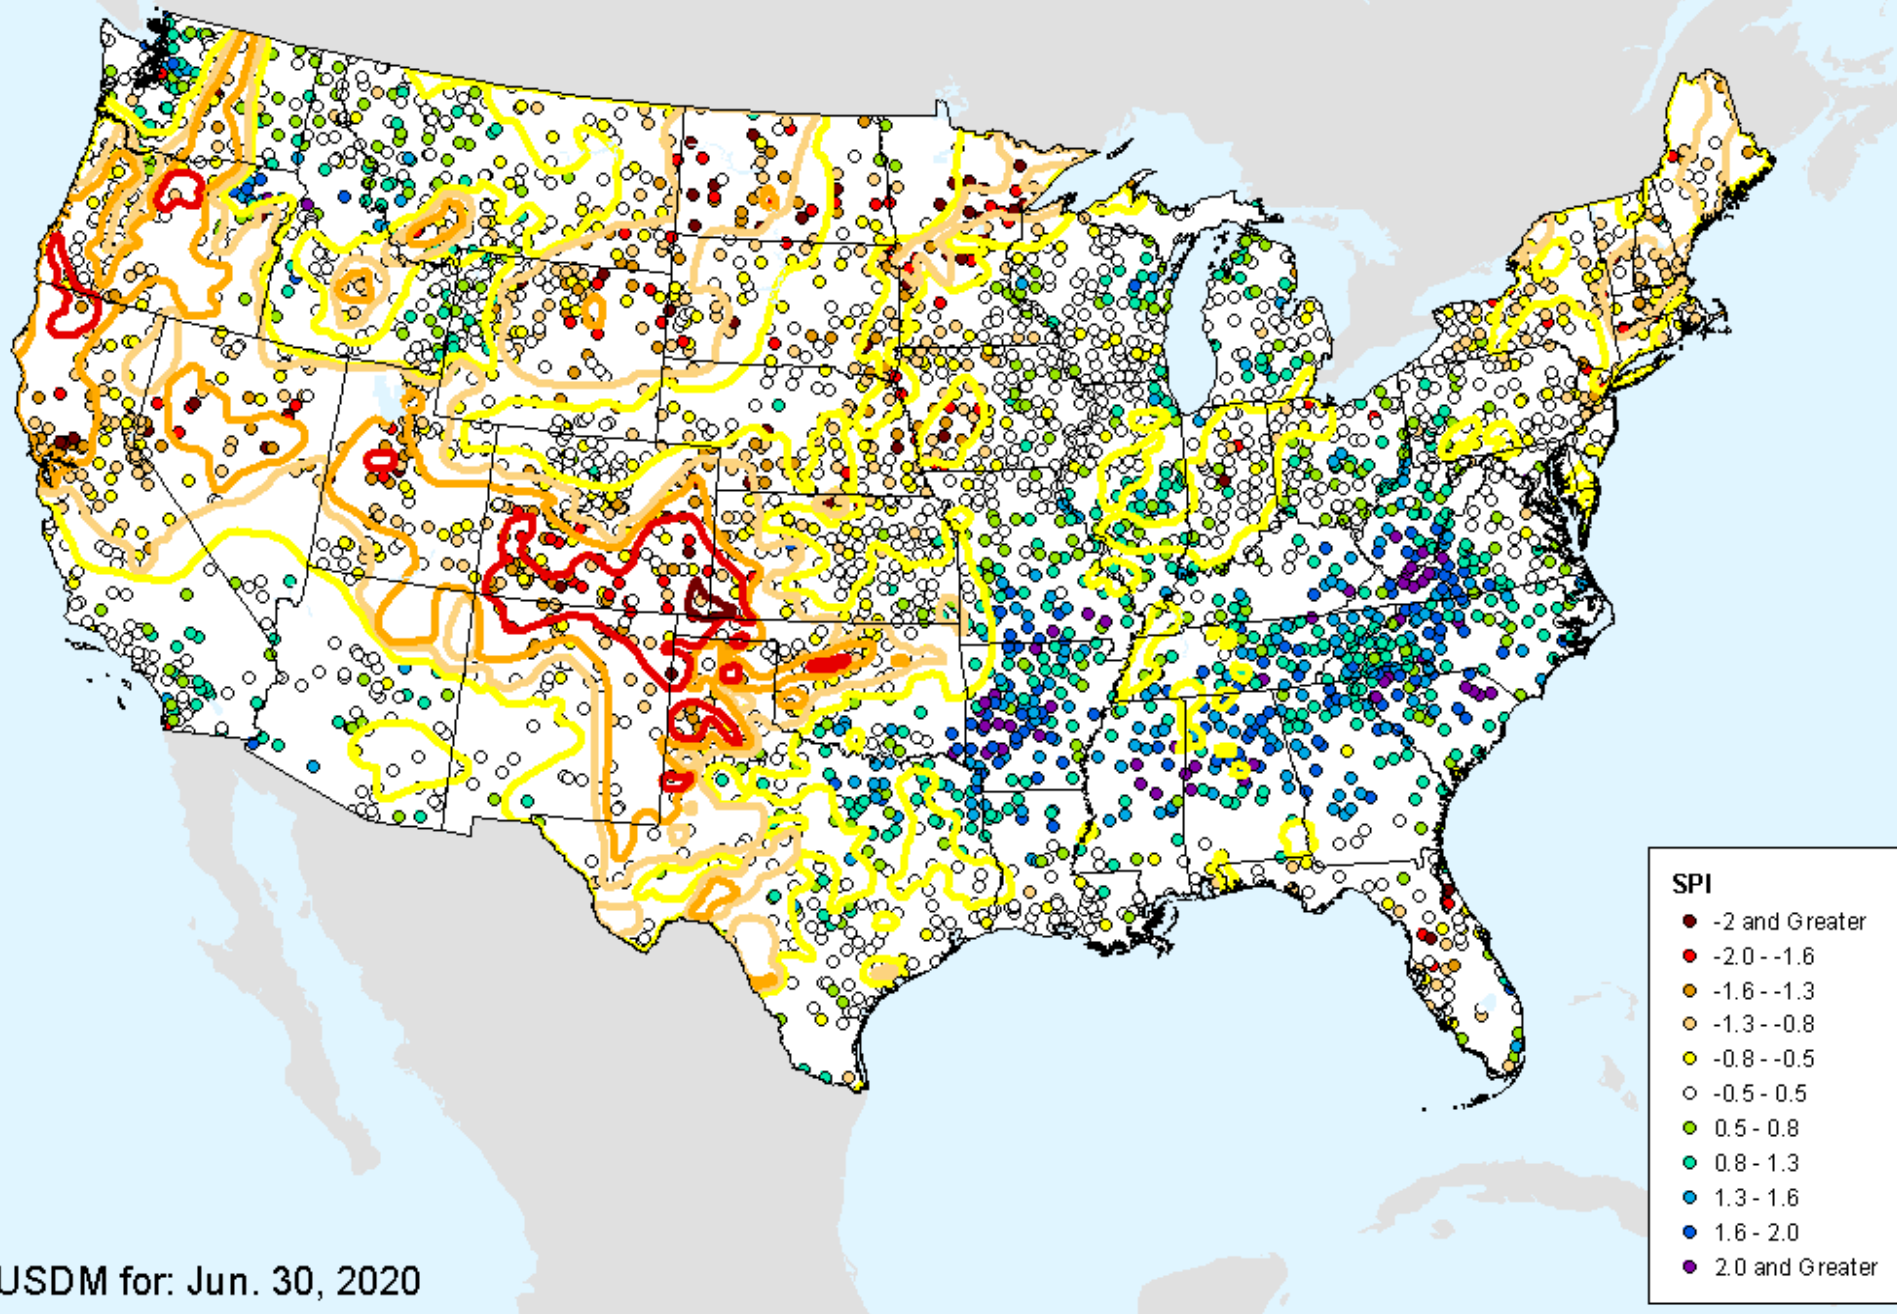 SPI
-2 and Greater
-2.0 - -1.6
-1.6 - -1.3
-1.3 - -0.8
-0.8 - -0.5
-0.5 - 0.5
0.5 - 0.8
0.8 - 1.3
1.3 - 1.6
1.6 - 2.0
2.0 and Greater
USDM for: Jun. 30, 2020